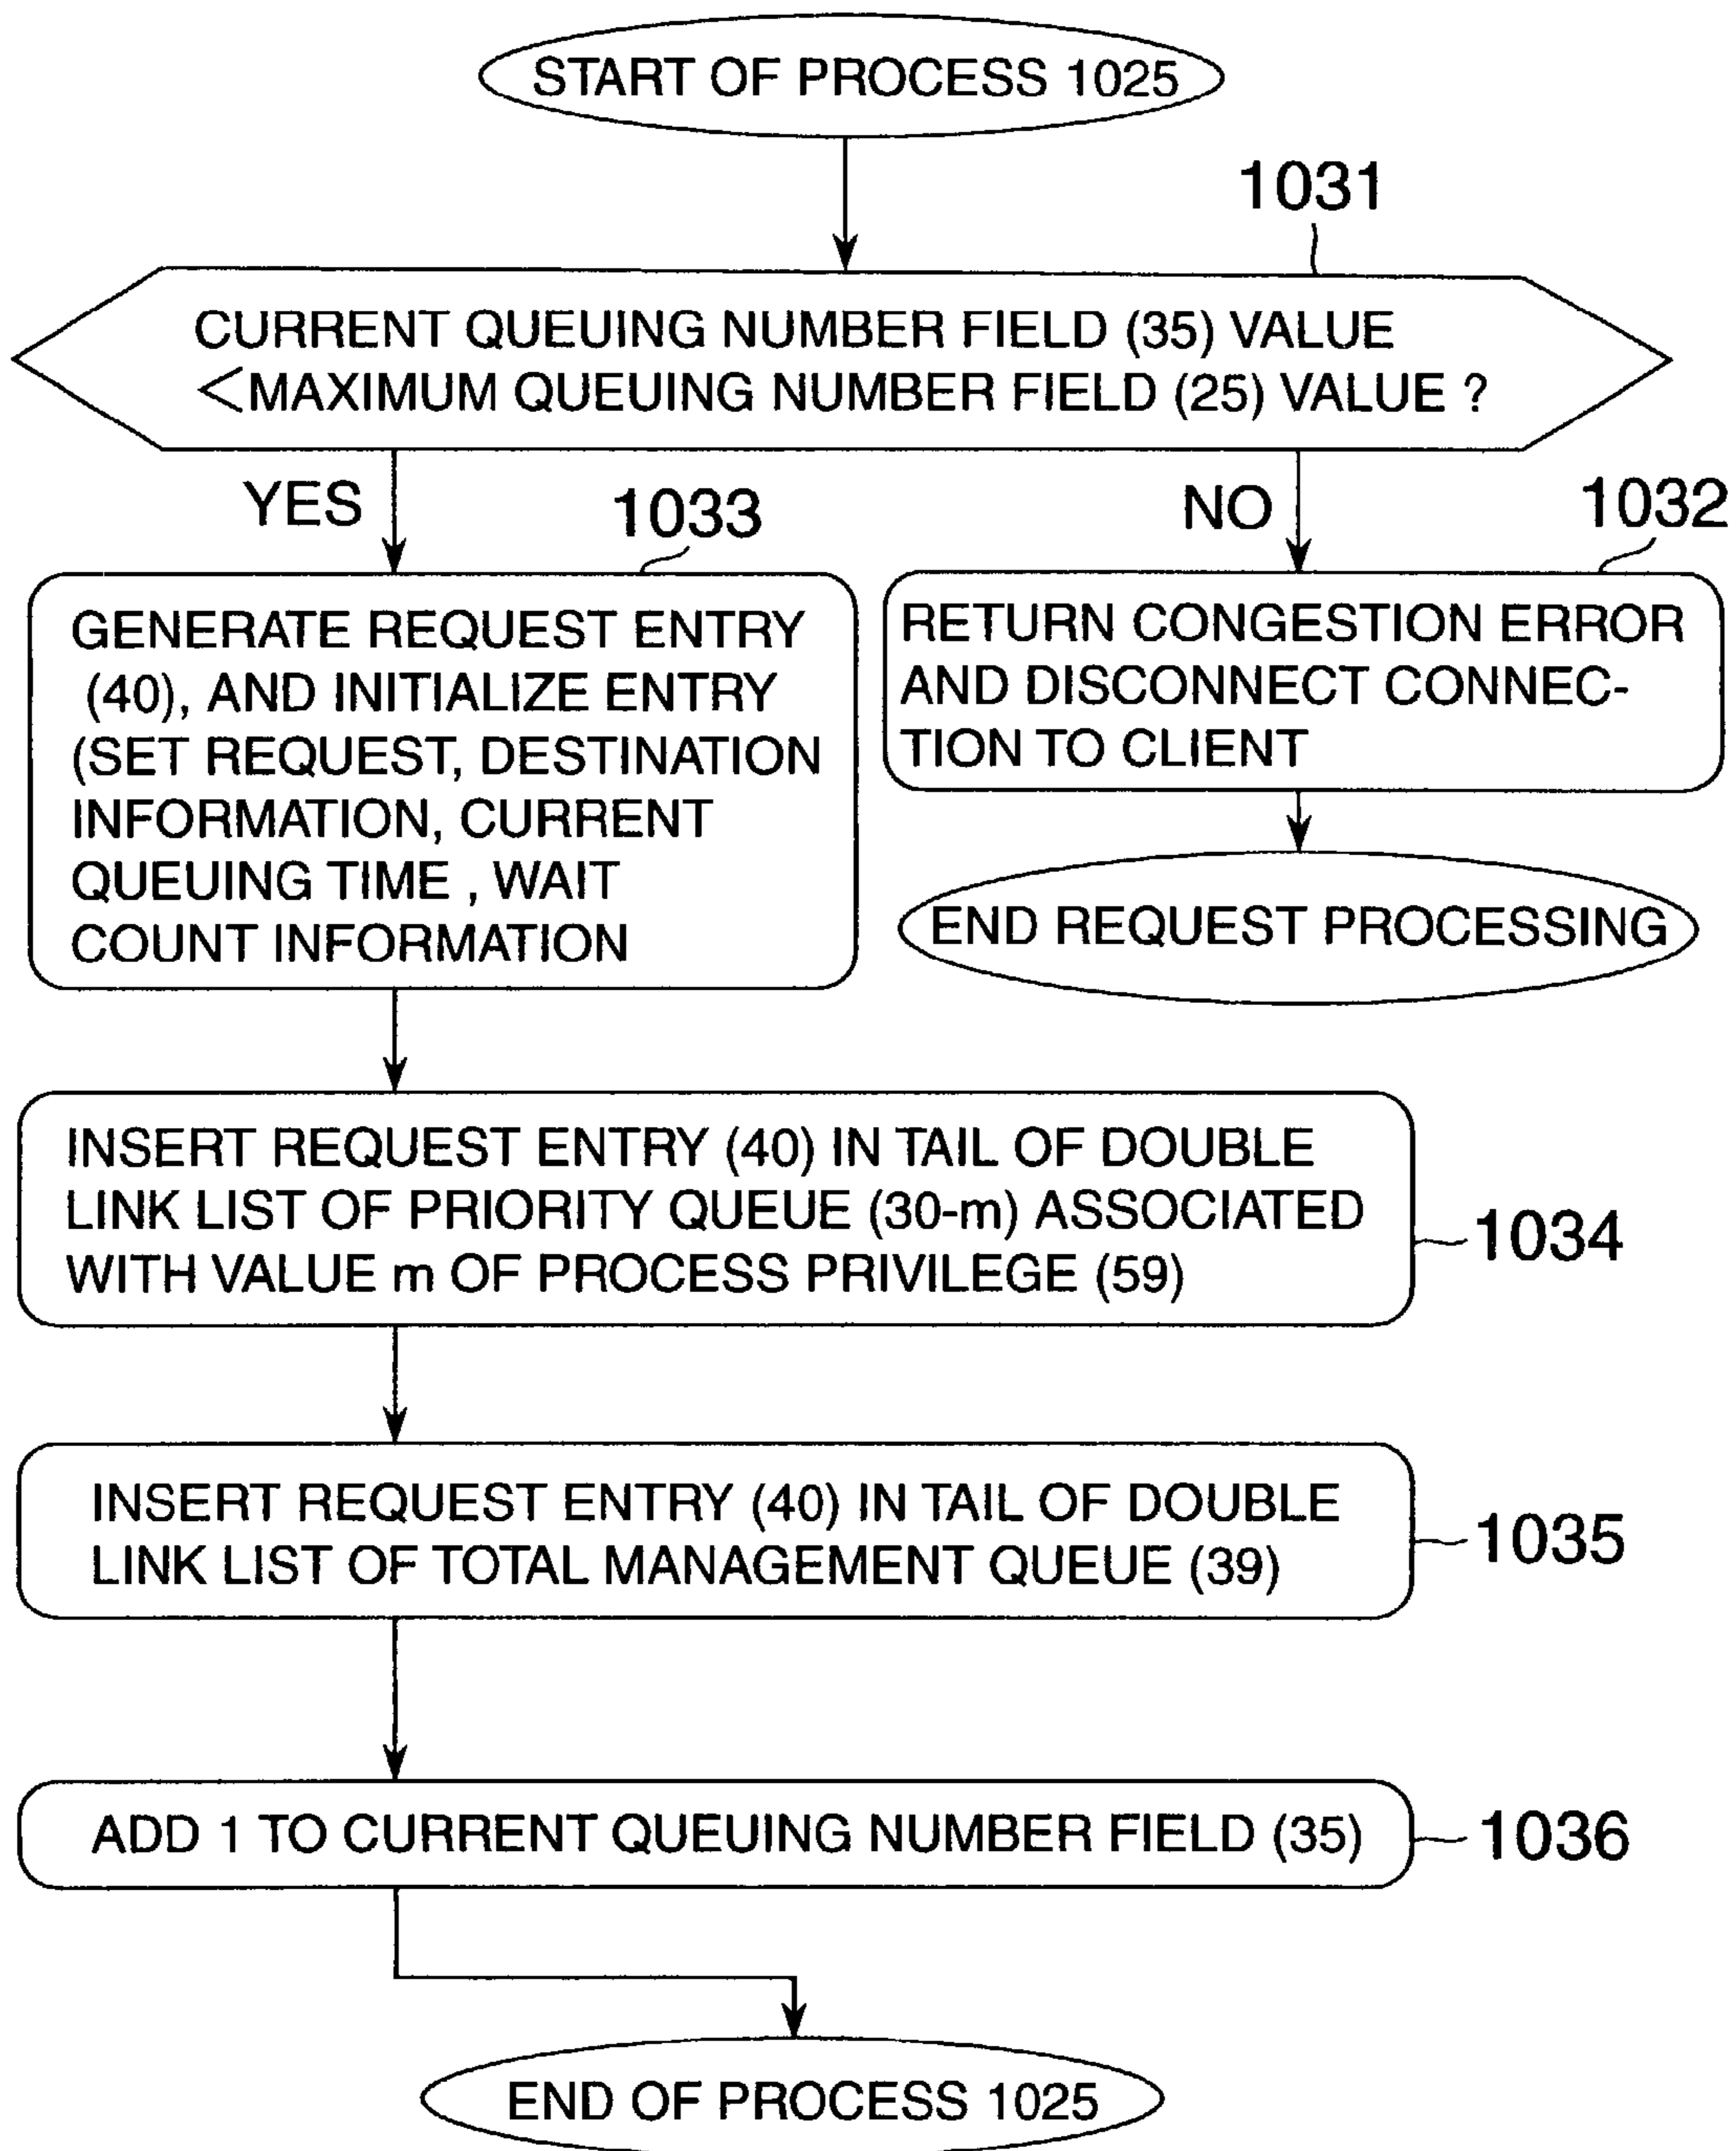 START OF PROCESS 1025
1031
CURRENT QUEUING NUMBER FIELD (35) VALUE
<MAXIMUM QUEUING NUMBER FIELD (25) VALUE ?
YES
1033
NO
1032
GENERATE REQUEST ENTRY
(40), AND INITIALIZE ENTRY
(SET REQUEST, DESTINATION
INFORMATION, CURRENT
QUEUING TIME , WAIT
COUNT INFORMATION
RETURN CONGESTION ERROR
AND DISCONNECT CONNEC-
TION TO CLIENT
END REQUEST PROCESSING
INSERT REQUEST ENTRY (40) IN TAIL OF DOUBLE
LINK LIST OF PRIORITY QUEUE (30-m) ASSOCIATED
WITH VALUE m OF PROCESS PRIVILEGE (59)
1034
INSERT REQUEST ENTRY (40) IN TAIL OF DOUBLE
LINK LIST OF TOTAL MANAGEMENT QUEUE (39)
1035
ADD 1 TO CURRENT QUEUING NUMBER FIELD (35)
1036
END OF PROCESS 1025